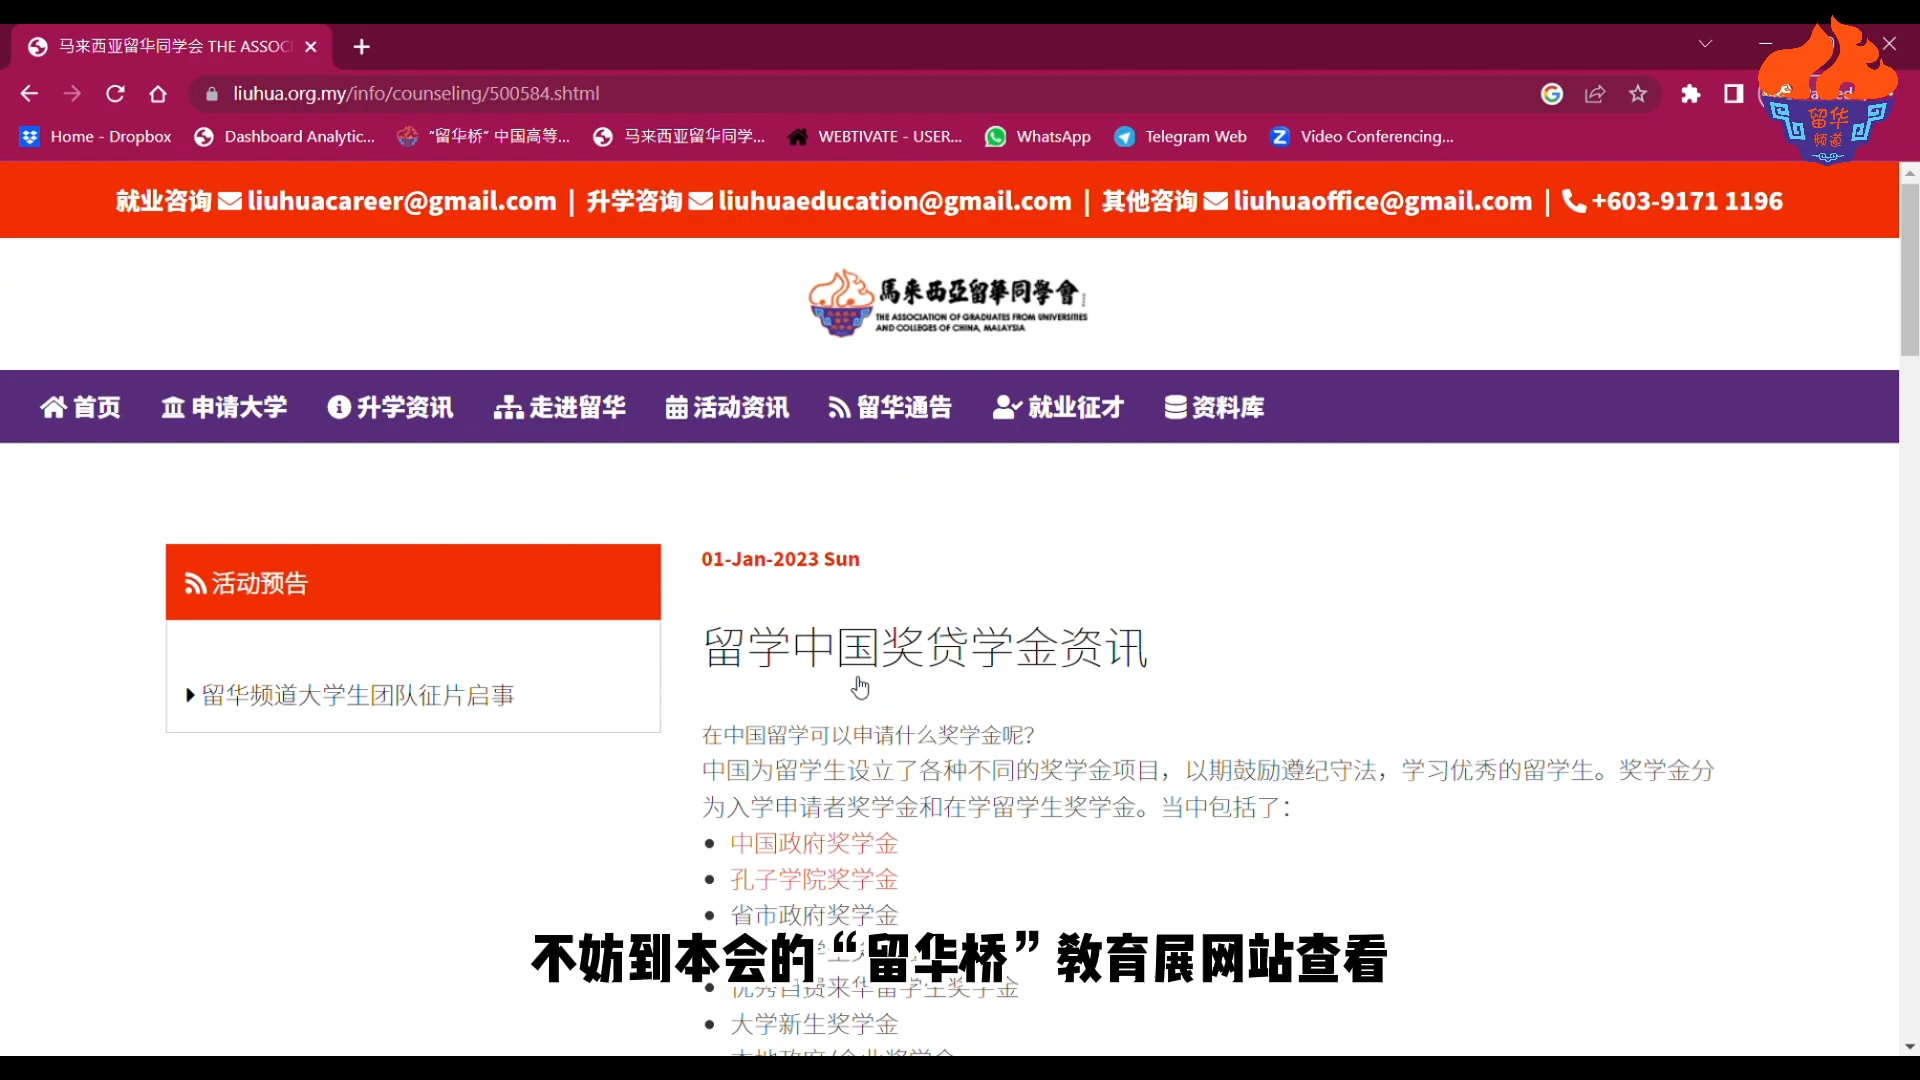 马来西亚留华同学会 THE ASSOC
liuhua.org.my/info/counseling/500584.shtml
Home - Dropbox
Dashboard Analytic...
“留华桥” 中国高等...
马来西亚留华同学...
WEBTIVATE - USER...
WhatsApp
Telegram Web
Video Conferencing...
留华
频道
就业咨询 liuhuacareer@gmail.com | 升学咨询 liuhuaeducation@gmail.com | 其他咨询 liuhuaoffice@gmail.com | +603-9171 1196
馬来西亞留華同學會
THE ASSOCIATION OF GRADUATES FROM UNIVERSITIES
AND COLLEGES OF CHINA, MALAYSIA
首页 申请大学 升学资讯 走进留华 活动资讯 留华通告 就业征才 资料库
活动预告
留华频道大学生团队征片启事
01-Jan-2023 Sun
留学中国奖贷学金资讯
在中国留学可以申请什么奖学金呢？
中国为留学生设立了各种不同的奖学金项目，以期鼓励遵纪守法，学习优秀的留学生。奖学金分
为入学申请者奖学金和在学留学生奖学金。当中包括了：
中国政府奖学金
孔子学院奖学金
省市政府奖学金
不妨到本会的“留华桥”教育展网站查看
优秀自费来华留学生奖学金
大学新生奖学金